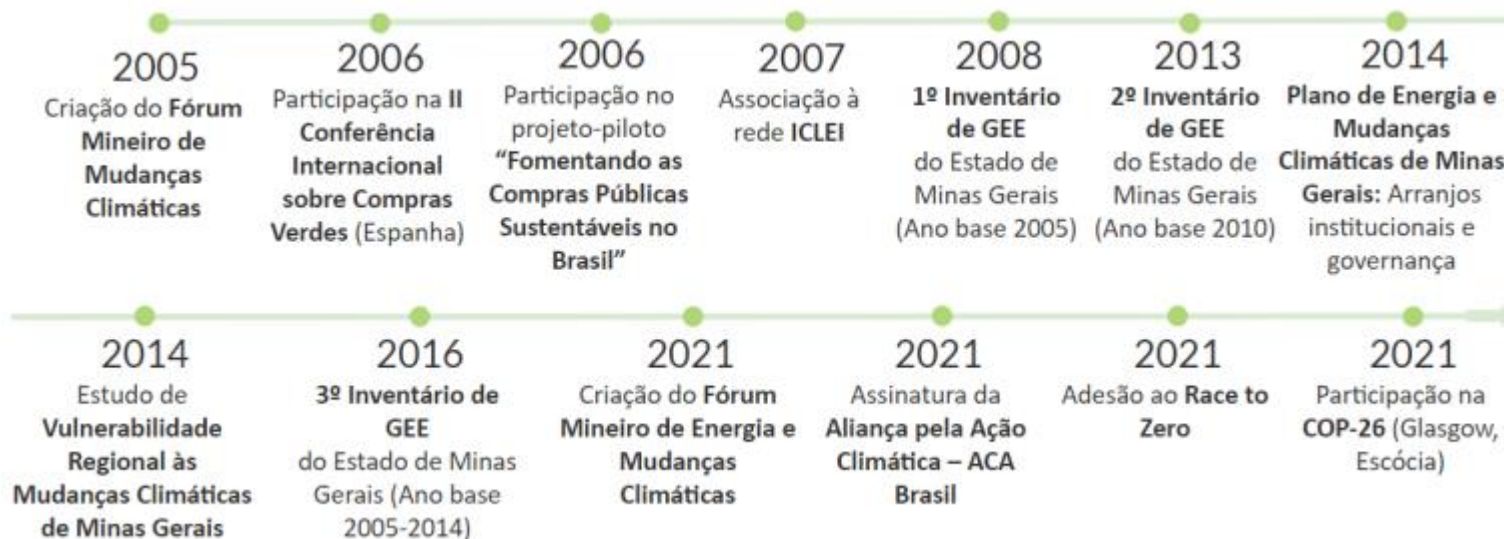 2005
Criação do Fórum
Mineiro de
Mudanças
Climáticas
2006
Participação na II
Conferência
Internacional
sobre Compras
Verdes (Espanha)
2006
Participação no
projeto-piloto
“Fomentando as
Compras Públicas
Sustentáveis no
Brasil”
2007
Associação à
rede ICLEI
2008
1º Inventário
de GEE
do Estado de
Minas Gerais
(Ano base 2005)
2013
2º Inventário
de GEE
do Estado de
Minas Gerais
(Ano base 2010)
2014
Plano de Energia e
Mudanças
Climáticas de Minas
Gerais: Arranjos
institucionais e
governança
2014
Estudo de
Vulnerabilidade
Regional às
Mudanças Climáticas
de Minas Gerais
2016
3º Inventário de
GEE
do Estado de Minas
Gerais (Ano base
2005-2014)
2021
Criação do Fórum
Mineiro de Energia e
Mudanças
Climáticas
2021
Assinatura da
Aliança pela Ação
Climática – ACA
Brasil
2021
Adesão ao Race to
Zero
2021
Participação na
COP-26 (Glasgow,
Escócia)